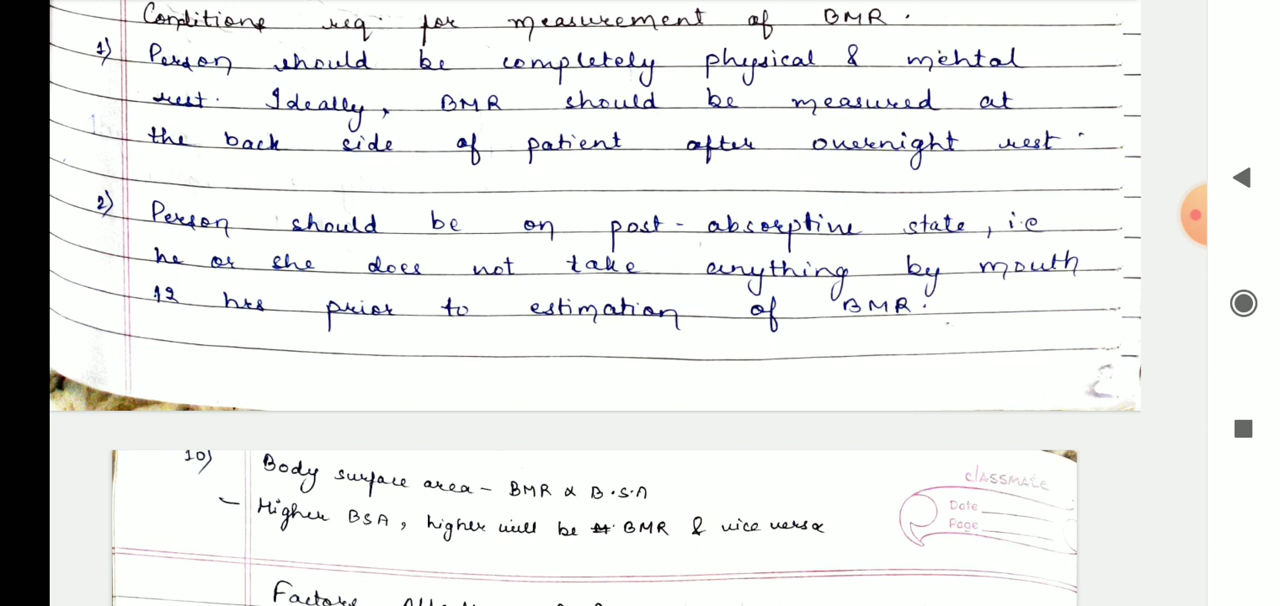 Conditions req. for measurement of BMR.
1) Person should be completely physical & mental
rest. Ideally, BMR should be measured at
the back side of patient after overnight rest.
2) Person should be on post-absorptive state, i.e
he or she does not take anything by mouth
12 hrs prior to estimation of BMR.
10) Body surface area - BMR α B.S.A
classmate
Date
Page
- Higher BSA, higher will be BMR & vice versa
Factors